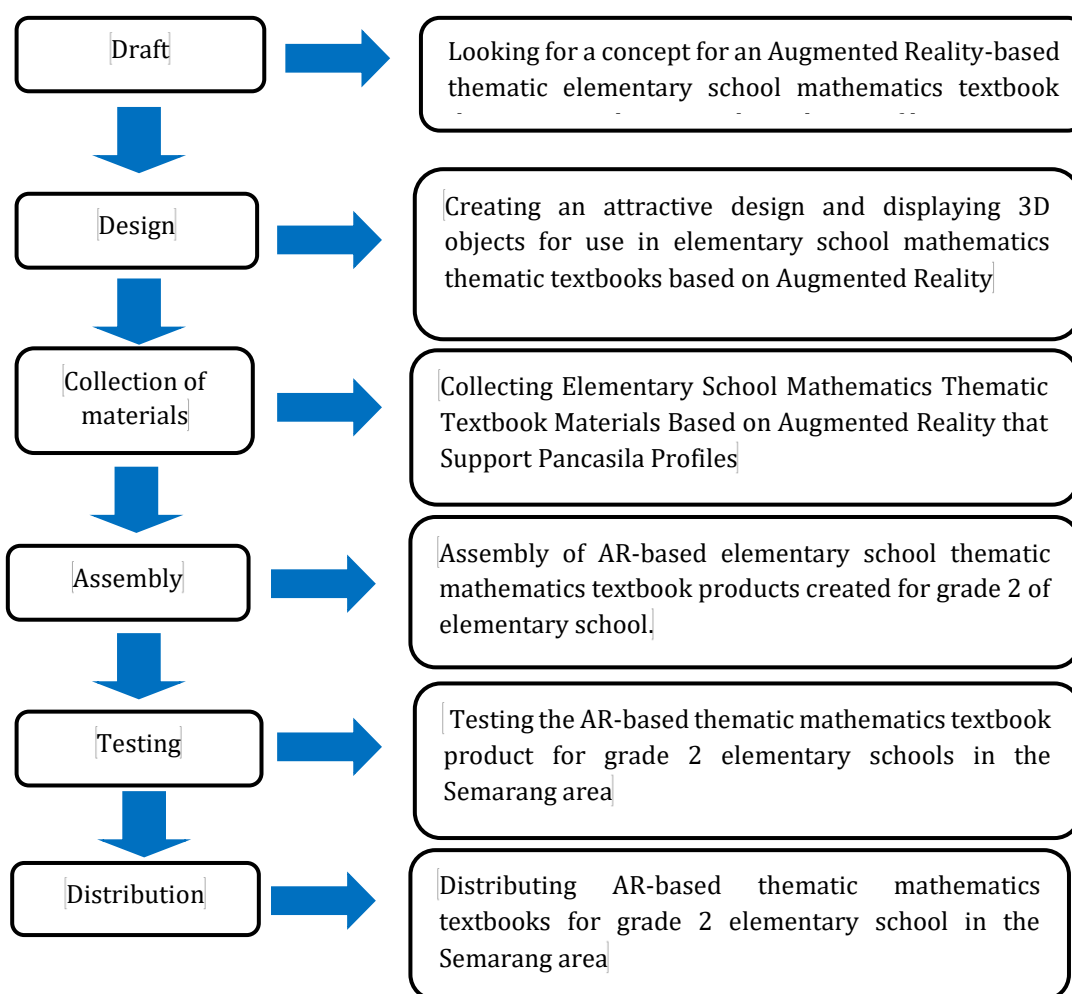 Draft
Looking for a concept for an Augmented Reality-based
thematic elementary school mathematics textbook
Design
Creating an attractive design and displaying 3D
objects for use in elementary school mathematics
thematic textbooks based on Augmented Reality
Collection of
materials
Collecting Elementary School Mathematics Thematic
Textbook Materials Based on Augmented Reality that
Support Pancasila Profiles
Assembly
Assembly of AR-based elementary school thematic
mathematics textbook products created for grade 2 of
elementary school.
Testing
Testing the AR-based thematic mathematics textbook
product for grade 2 elementary schools in the
Semarang area
Distribution
Distributing AR-based thematic mathematics
textbooks for grade 2 elementary school in the
Semarang area